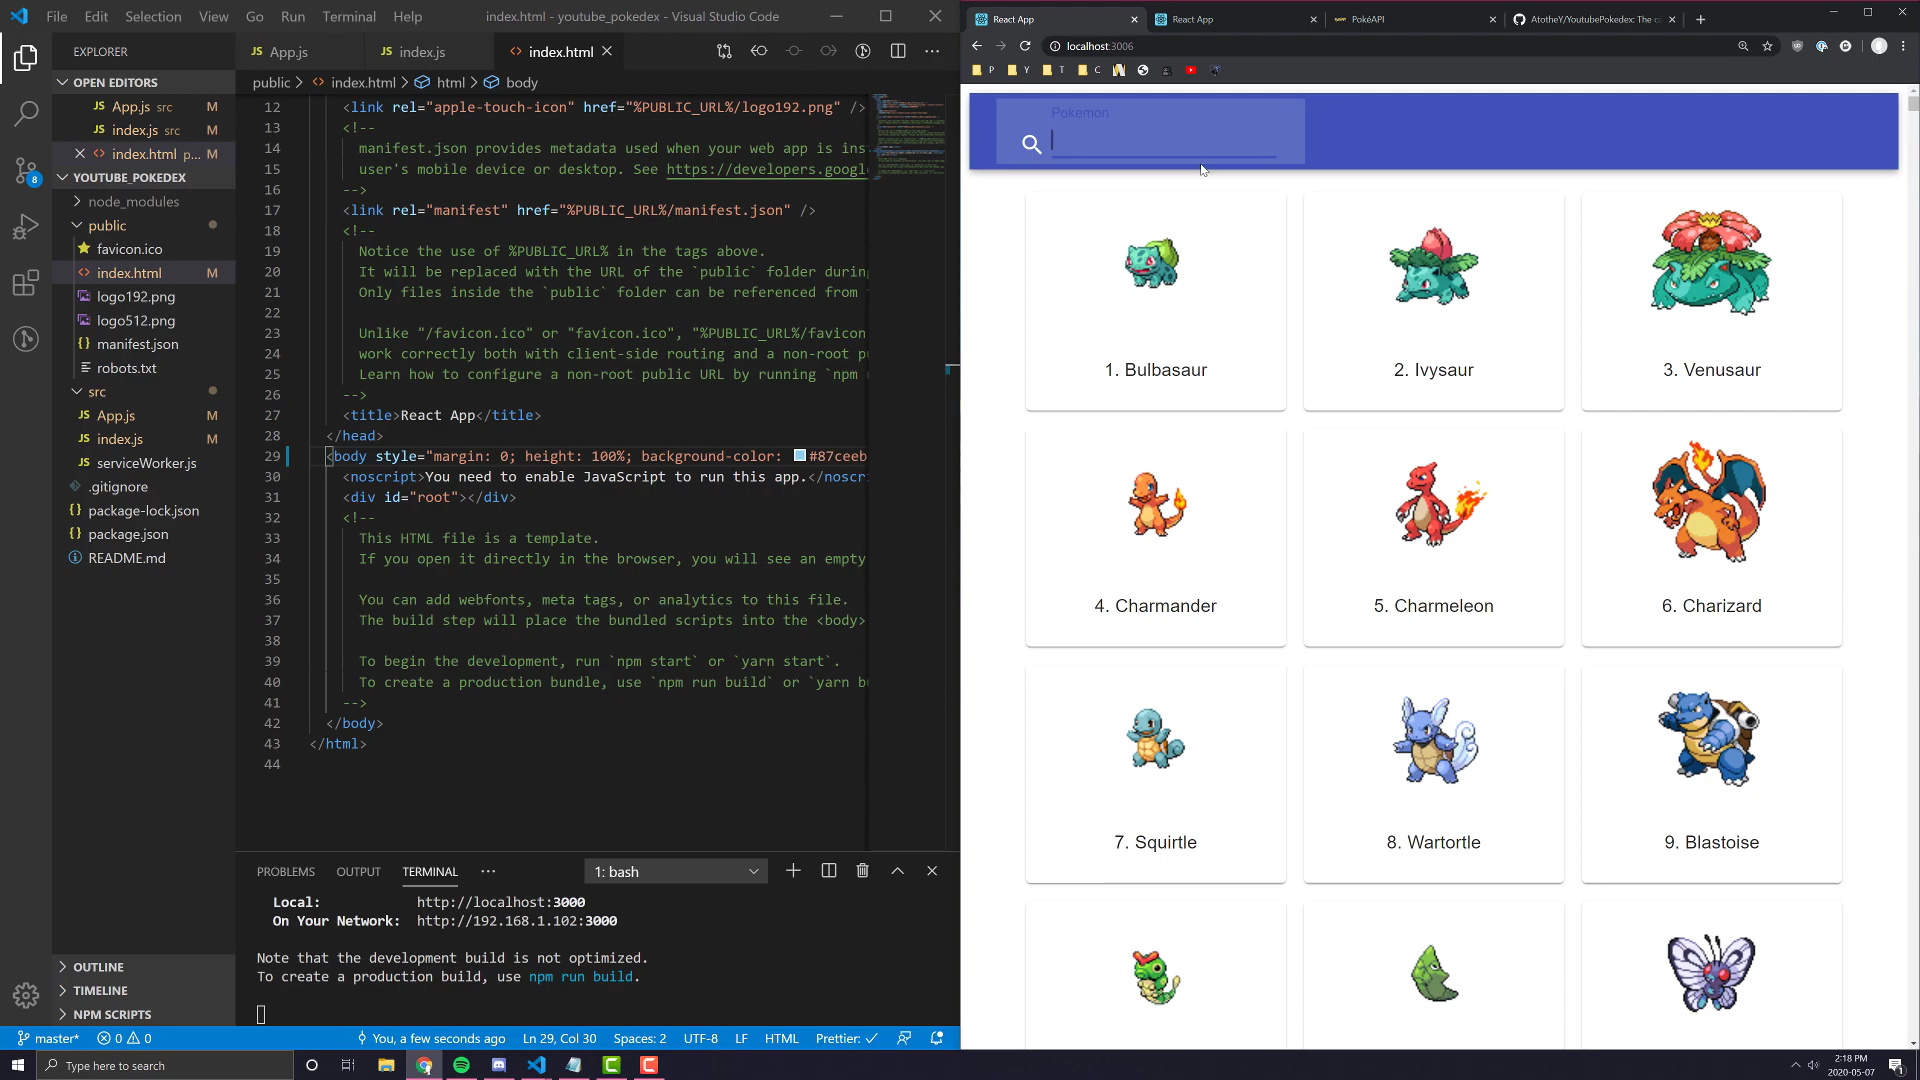 File Edit Selection View Go Run Terminal Help
index.html - youtube_pokedex - Visual Studio Code
EXPLORER
OPEN EDITORS
App.js src M
index.js src M
index.html p... M
YOUTUBE_POKEDEX
node_modules
public
favicon.ico
index.html M
logo192.png
logo512.png
manifest.json
robots.txt
src
App.js M
index.js M
serviceWorker.js
.gitignore
package-lock.json
package.json
README.md
OUTLINE
TIMELINE
NPM SCRIPTS
App.js
index.js
index.html
public > index.html > html > body
12 <link rel="apple-touch-icon" href="%PUBLIC_URL%/logo192.png" />
13 <!--
14 manifest.json provides metadata used when your web app is ins
15 user's mobile device or desktop. See https://developers.googl
16 -->
17 <link rel="manifest" href="%PUBLIC_URL%/manifest.json" />
18 <!--
19 Notice the use of %PUBLIC_URL% in the tags above.
20 It will be replaced with the URL of the `public` folder durin
21 Only files inside the `public` folder can be referenced from
22
23 Unlike "/favicon.ico" or "favicon.ico", "%PUBLIC_URL%/favicon
24 work correctly both with client-side routing and a non-root p
25 Learn how to configure a non-root public URL by running `npm
26 -->
27 <title>React App</title>
28 </head>
29 <body style="margin: 0; height: 100%; background-color: #87ceeb
30 <noscript>You need to enable JavaScript to run this app.</noscri
31 <div id="root"></div>
32 <!--
33 This HTML file is a template.
34 If you open it directly in the browser, you will see an empty
35
36 You can add webfonts, meta tags, or analytics to this file.
37 The build step will place the bundled scripts into the <body>
38
39 To begin the development, run `npm start` or `yarn start`.
40 To create a production bundle, use `npm run build` or `yarn b
41 -->
42 </body>
43 </html>
44
PROBLEMS OUTPUT TERMINAL ... 1: bash
Local: http://localhost:3000
On Your Network: http://192.168.1.102:3000
Note that the development build is not optimized.
To create a production build, use npm run build.
master* 0 0 You, a few seconds ago Ln 29, Col 30 Spaces: 2 UTF-8 LF HTML Prettier: ✓
React App
React App
PokéAPI
AtotheY/YoutubePokedex: The co
localhost:3006
P Y T C
Pokemon
1. Bulbasaur
2. Ivysaur
3. Venusaur
4. Charmander
5. Charmeleon
6. Charizard
7. Squirtle
8. Wartortle
9. Blastoise
Type here to search
2:18 PM
2020-05-07